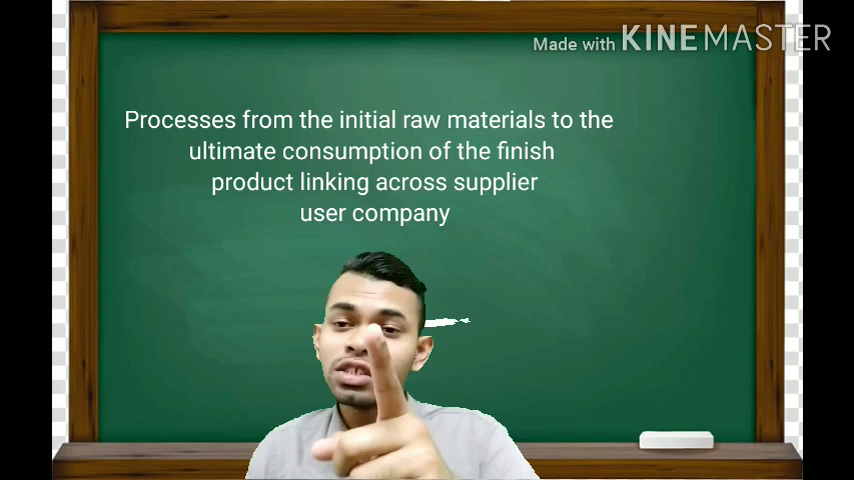 Made with KINEMASTER
Processes from the initial raw materials to the
ultimate consumption of the finish
product linking across supplier
user company